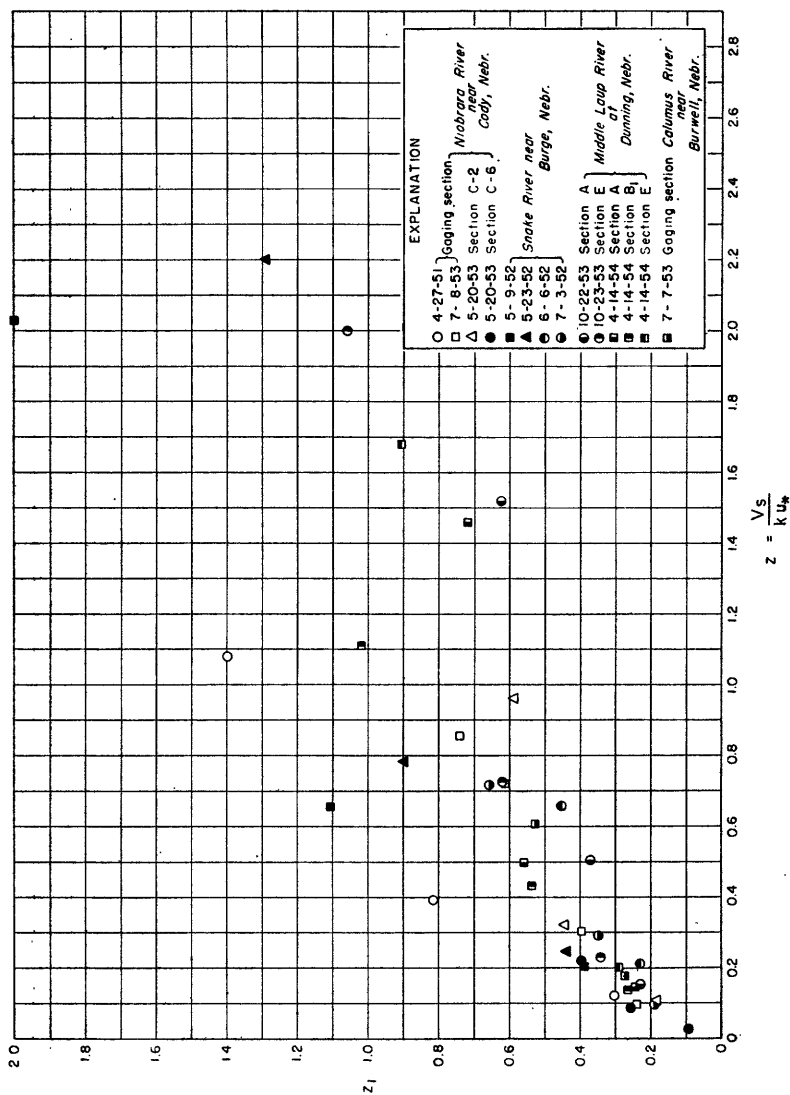 EXPLANATION
4-27-51
7- 8-53
Gaging section
5-20-53 Section C-2
5-20-53 Section C-6
Niobrara River
near
Cody, Nebr.
5- 9-52
5-23-52
6- 6-52
7- 3-52
Snake River near
Burge, Nebr.
10-22-53 Section A
10-23-53 Section E
4-14-54 Section A
4-14-54 Section B1
4-14-54 Section E
Middle Loup River
at
Dunning, Nebr.
7- 7-53 Gaging section
Calumus River
near
Burwell, Nebr.
2.0
1.8
1.6
1.4
1.2
1.0
0.8
0.6
0.4
0.2
0
z1
0
0.2
0.4
0.6
0.8
1.0
1.2
1.4
1.6
1.8
2.0
2.2
2.4
2.6
2.8
z = Vs / k u*